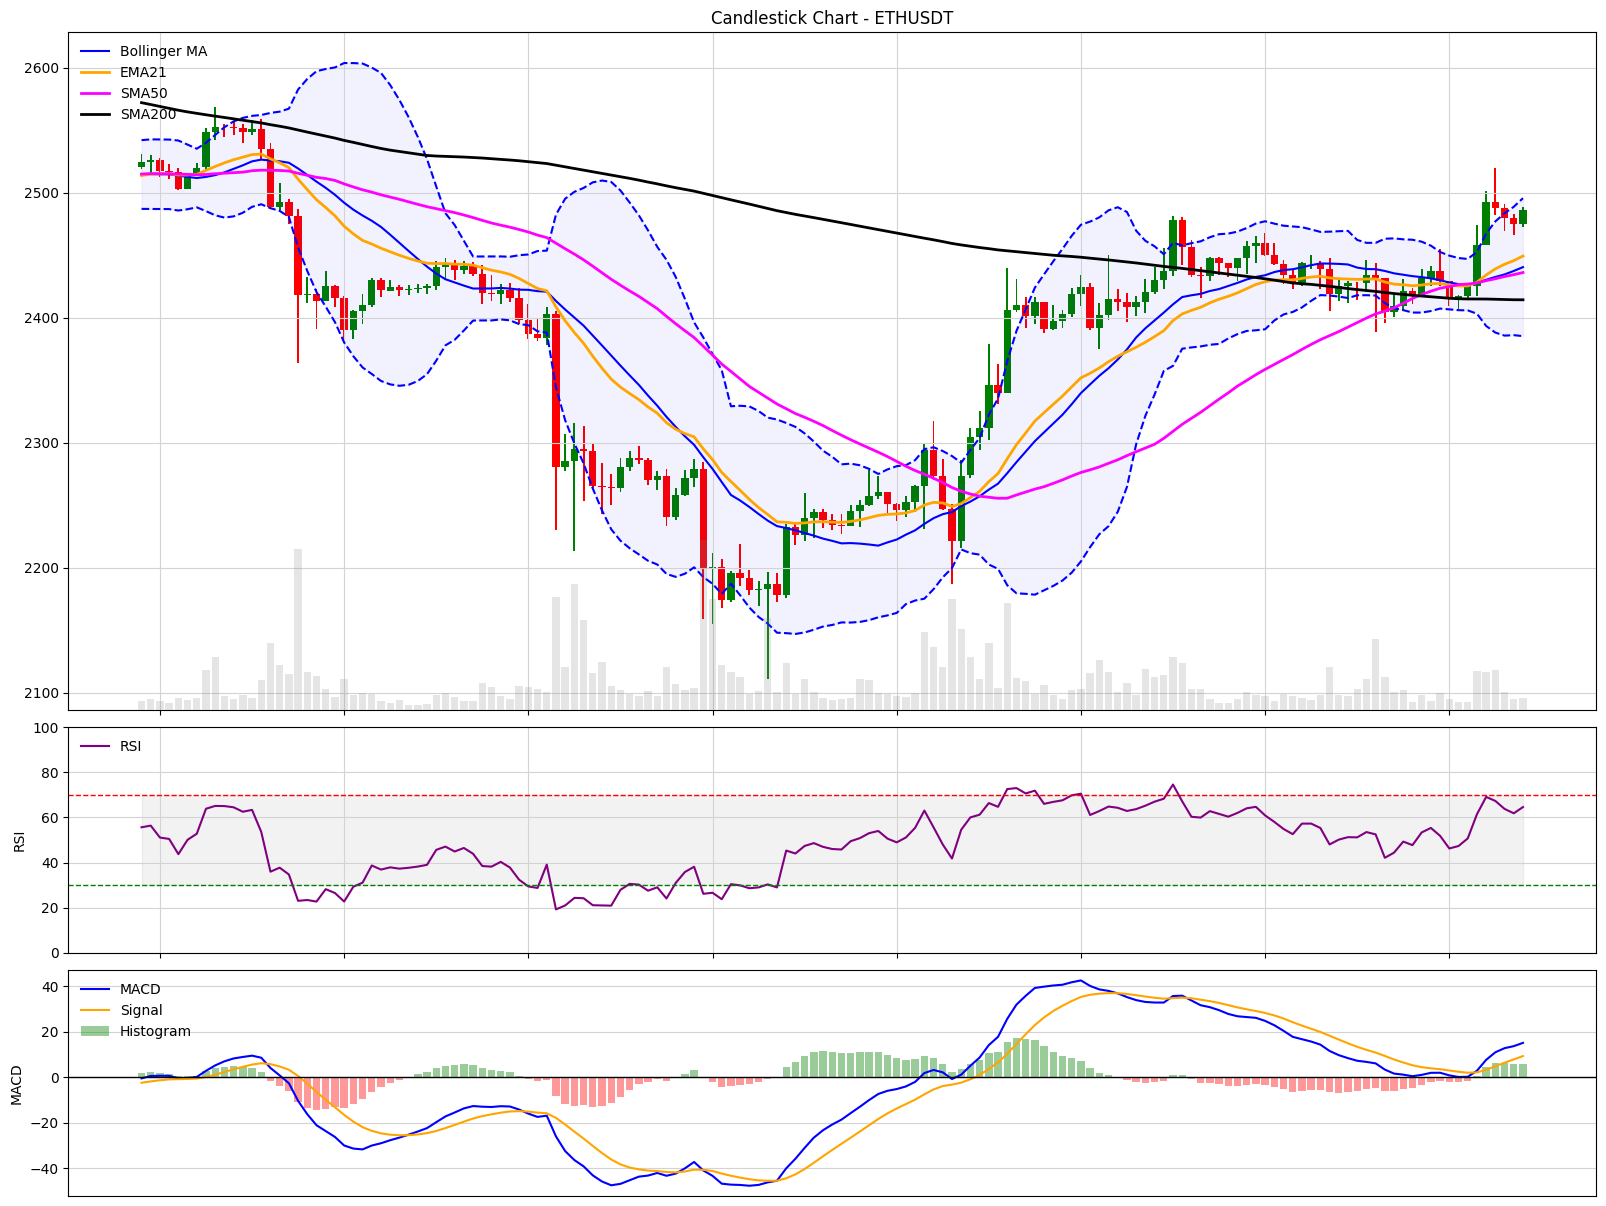 Candlestick Chart - ETHUSDT
Bollinger MA
EMA21
SMA50
SMA200
2600
2500
2400
2300
2200
2100
RSI
100
80
60
40
20
0
RSI
MACD
Signal
Histogram
40
20
0
−20
−40
MACD